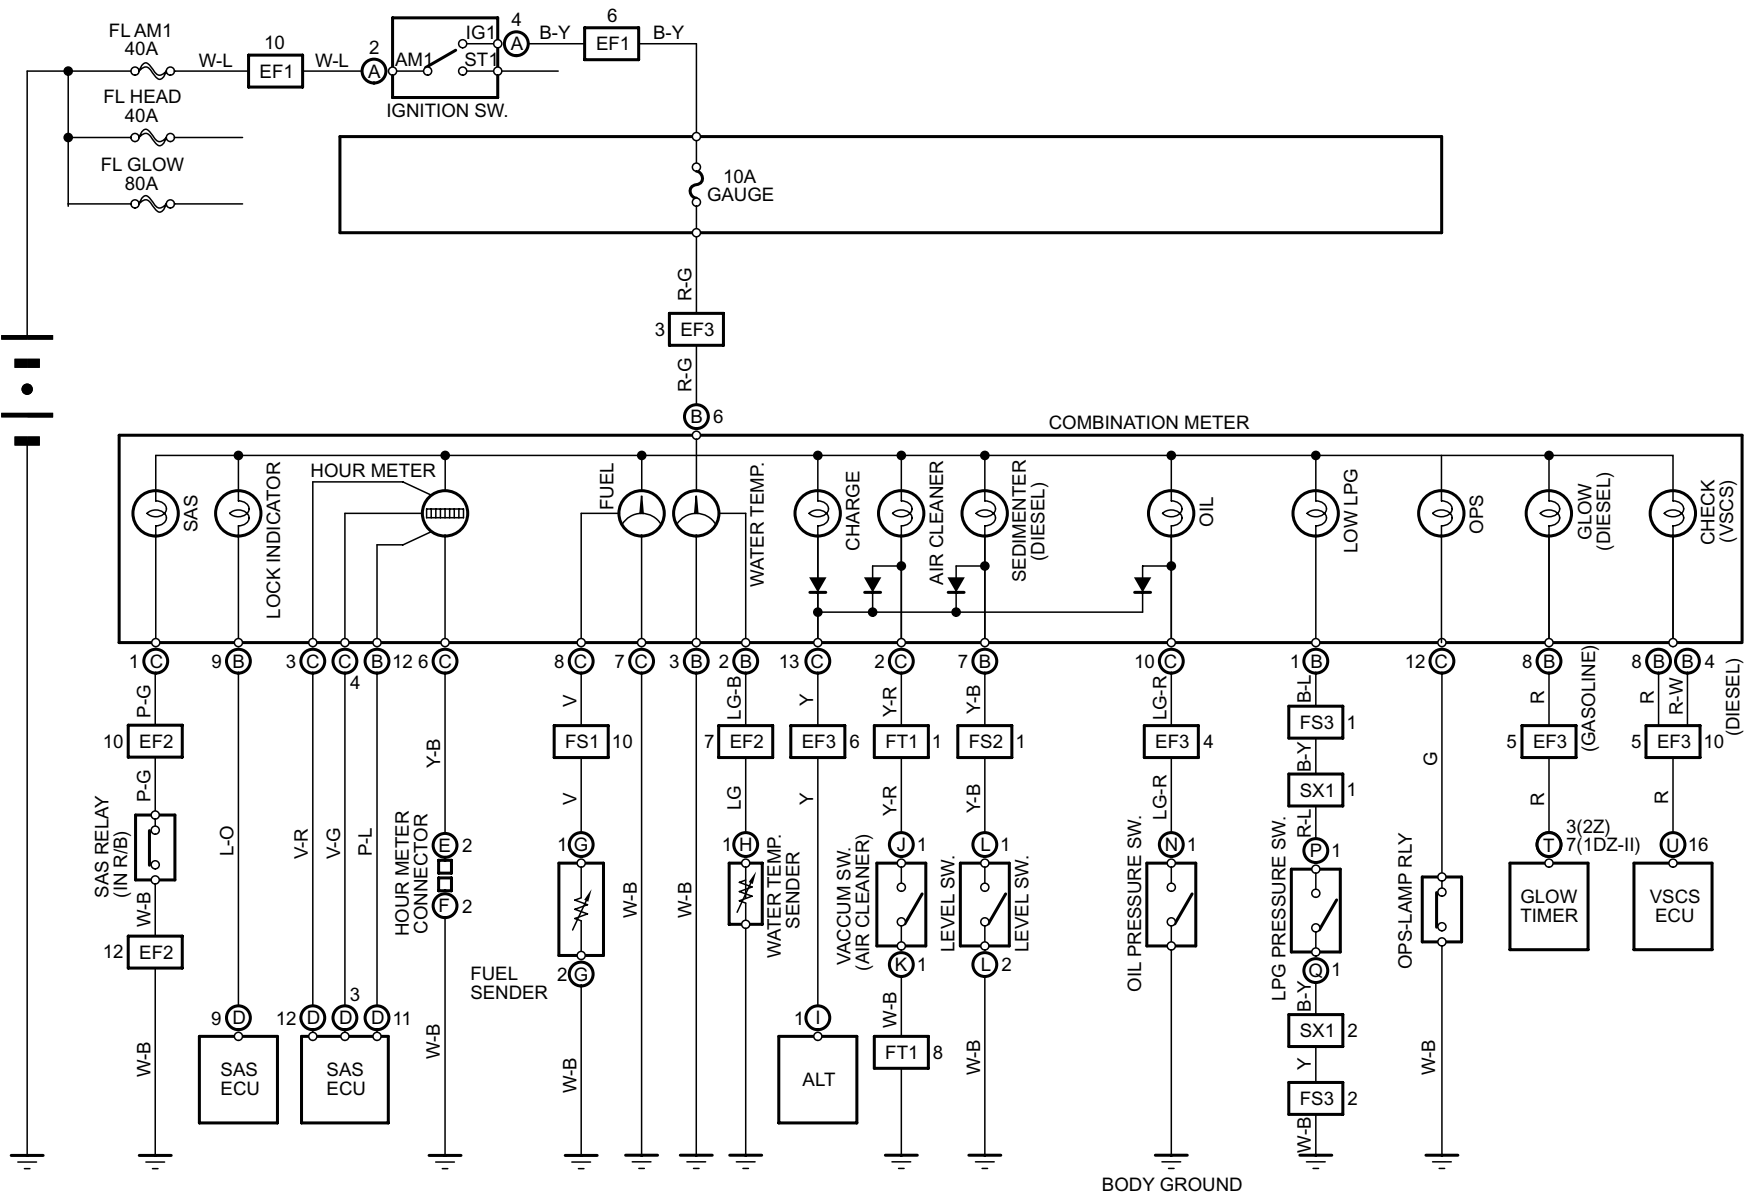 FL AM1
40A
W-L
10
EF1
W-L
2
A
AM1
IG1
ST1
4
A
B-Y
6
EF1
B-Y
IGNITION SW.
FL HEAD
40A
FL GLOW
80A
10A
GAUGE
R-G
3 EF3
R-G
B 6
COMBINATION METER
SAS
LOCK INDICATOR
HOUR METER
FUEL
WATER TEMP.
CHARGE
AIR CLEANER
SEDIMENTER
(DIESEL)
OIL
LOW LPG
OPS
GLOW
(DIESEL)
CHECK
(VSCS)
1 C
9 B
3 C
C
4
B 12
6 C
8 C
7 C
3 B
2 B
13 C
2 C
7 B
10 C
1 B
12 C
8 B
8 B
B 4
P-G
V
LG-B
Y
Y-R
Y-B
LG-R
B-L
R
(GASOLINE)
R
R-W
(DIESEL)
10 EF2
Y-B
FS1 10
7 EF2
EF3 6
FT1 1
FS2 1
EF3 4
FS3 1
B-Y
SX1 1
G
5 EF3
5 EF3 10
P-G
V
LG
Y
Y-R
Y-B
LG-R
R-L
R
R
SAS RELAY
(IN R/B)
L-O
V-R
V-G
P-L
HOUR METER
CONNECTOR
E 2
F 2
1 G
W-B
W-B
1 H
WATER TEMP.
SENDER
VACCUM SW.
(AIR CLEANER)
J 1
LEVEL SW.
L 1
LEVEL SW.
OIL PRESSURE SW.
N 1
LPG PRESSURE SW.
P 1
OPS-LAMP RLY
T
3(2Z)
7(1DZ-II)
GLOW
TIMER
U 16
VSCS
ECU
W-B
12 EF2
FUEL
SENDER
2 G
K 1
L 2
Q 1
9 D
12 D
3
D
D 11
1 I
W-B
B-Y
SX1 2
W-B
SAS
ECU
SAS
ECU
W-B
W-B
ALT
FT1 8
W-B
Y
FS3 2
W-B
W-B
BODY GROUND